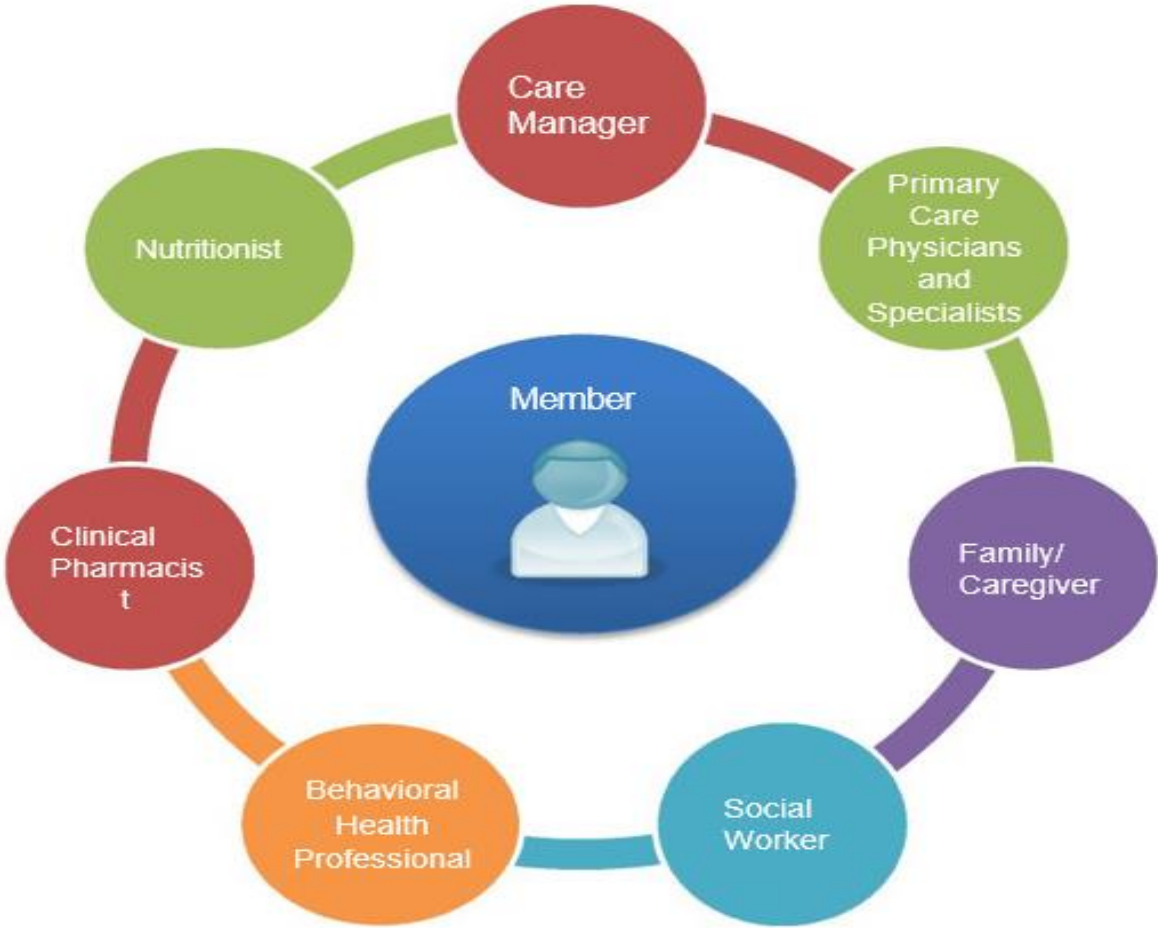 Care
Manager
Primary
Care
Physicians
and
Specialists
Nutritionist
Member
Clinical
Pharmacis
t
Family/
Caregiver
Behavioral
Health
Professional
Social
Worker